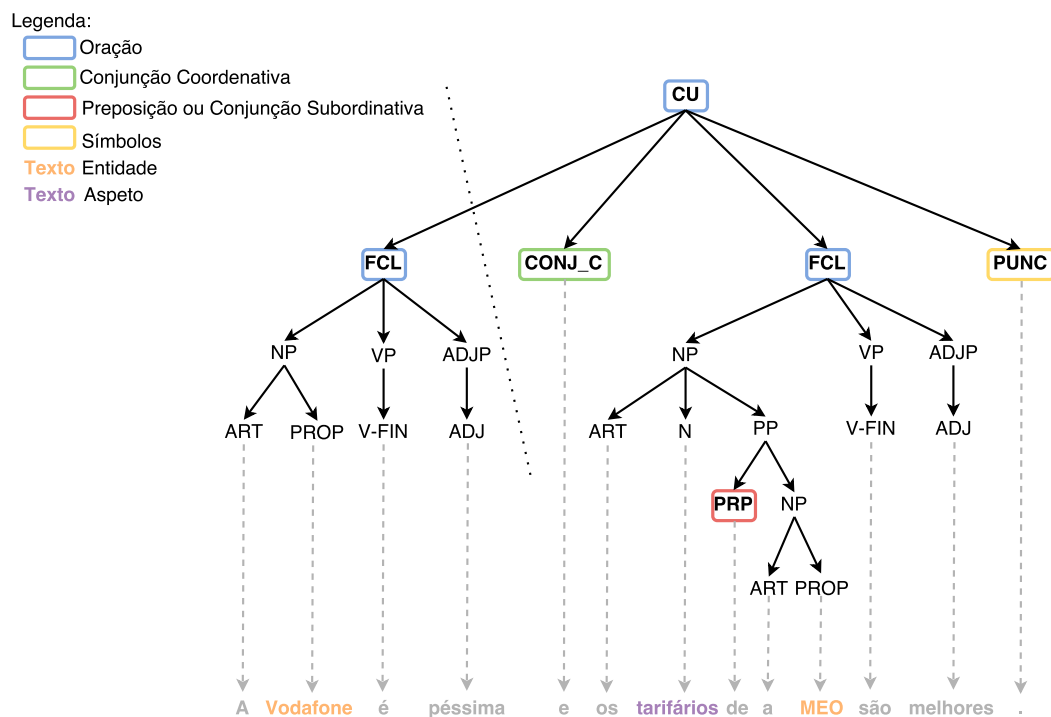 Legenda:
Oração
Conjunção Coordenativa
Preposição ou Conjunção Subordinativa
Símbolos
Texto Entidade
Texto Aspeto
CU
FCL CONJ_C FCL PUNC
NP VP ADJP NP VP ADJP
ART PROP V-FIN ADJ ART N PP V-FIN ADJ
PRP NP
ART PROP
A Vodafone é péssima e os tarifários de a MEO são melhores .